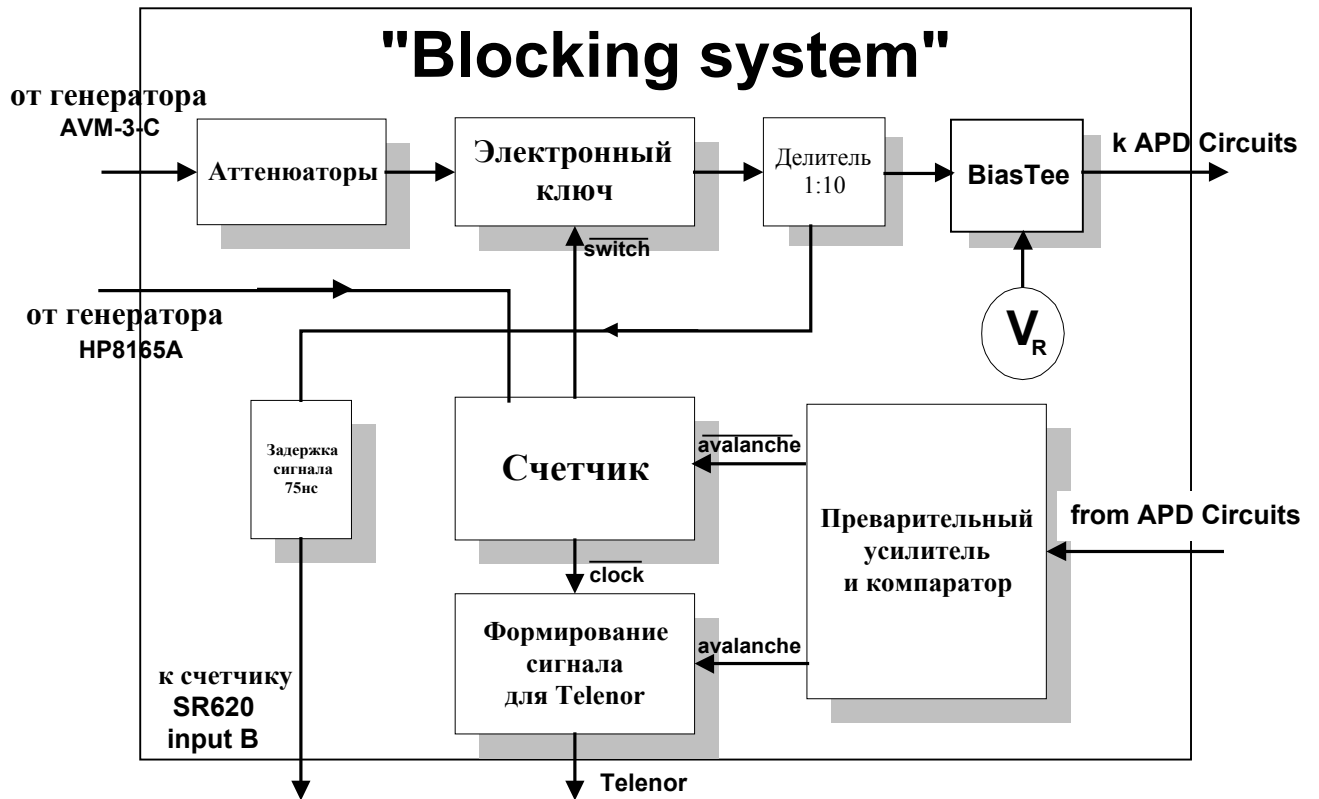 "Blocking system"
от генератора
AVM-3-C
Аттенюаторы
Электронный
ключ
Делитель
1:10
BiasTee
k APD Circuits
switch
от генератора
HP8165A
VR
Задержка
сигнала
75нс
Счетчик
avalanche
Преварительный
усилитель
и компаратор
from APD Circuits
clock
Формирование
сигнала
для Telenor
avalanche
к счетчику
SR620
input B
Telenor